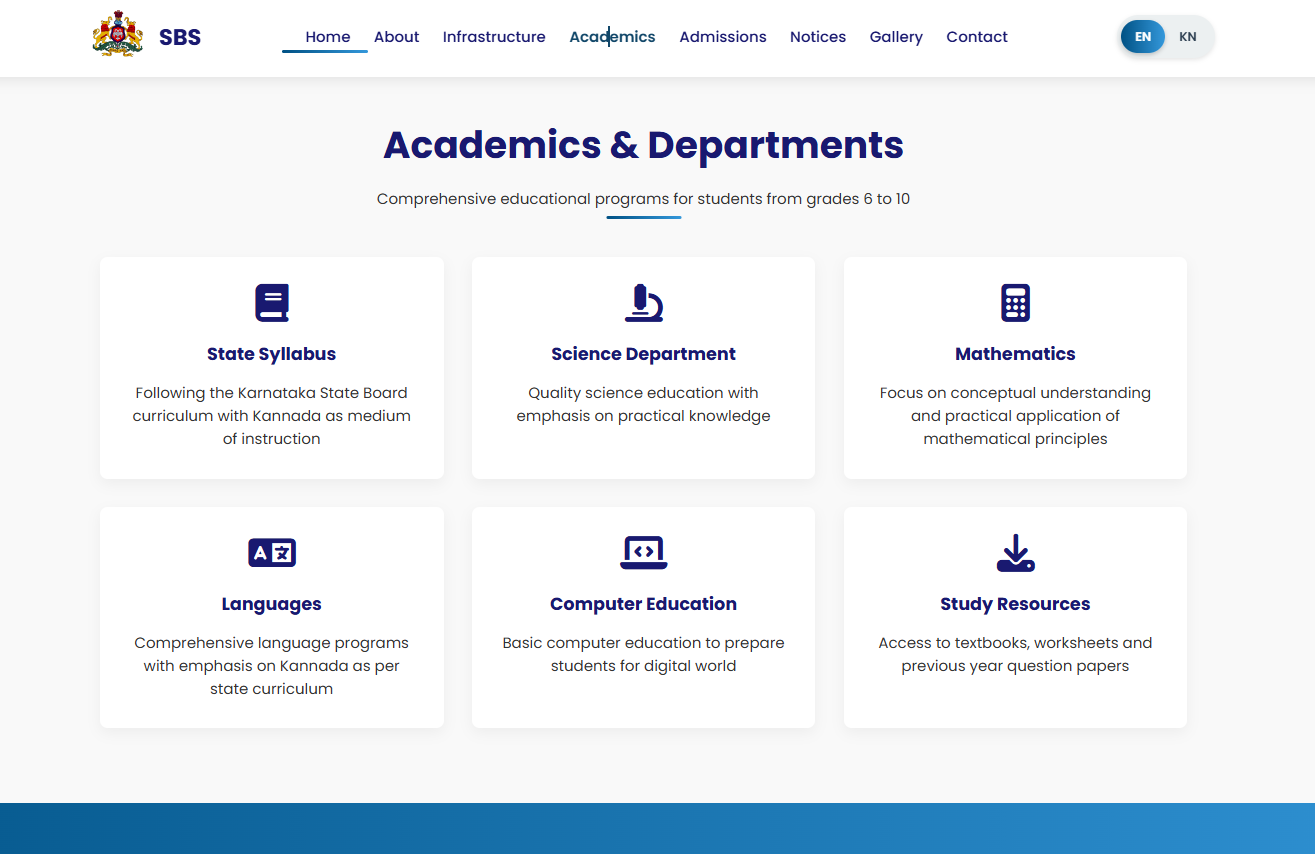 SBS
Home About Infrastructure Academics Admissions Notices Gallery Contact
EN KN
Academics & Departments
Comprehensive educational programs for students from grades 6 to 10
State Syllabus
Following the Karnataka State Board
curriculum with Kannada as medium
of instruction
Science Department
Quality science education with
emphasis on practical knowledge
Mathematics
Focus on conceptual understanding
and practical application of
mathematical principles
Languages
Comprehensive language programs
with emphasis on Kannada as per
state curriculum
Computer Education
Basic computer education to prepare
students for digital world
Study Resources
Access to textbooks, worksheets and
previous year question papers